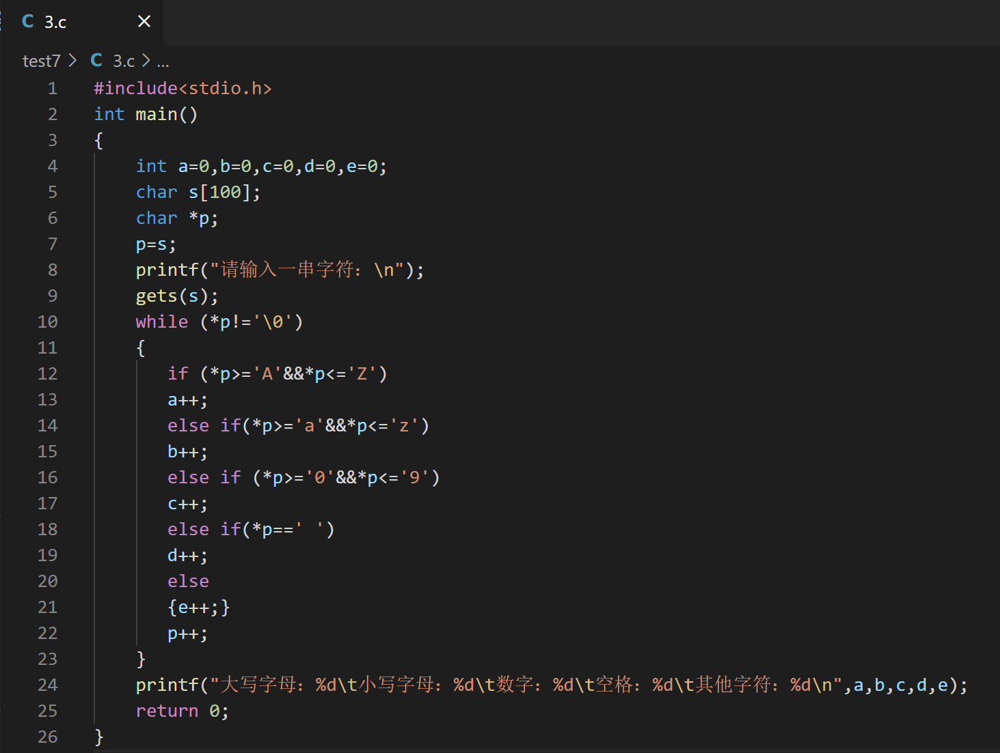 C 3.c ×
test7 > C 3.c > ...
1 #include<stdio.h>
2 int main()
3 {
4     int a=0,b=0,c=0,d=0,e=0;
5     char s[100];
6     char *p;
7     p=s;
8     printf("请输入一串字符：\n");
9     gets(s);
10     while (*p!='\0')
11     {
12        if (*p>='A'&&*p<='Z')
13        a++;
14        else if(*p>='a'&&*p<='z')
15        b++;
16        else if (*p>='0'&&*p<='9')
17        c++;
18        else if(*p==' ')
19        d++;
20        else
21        {e++;}
22        p++;
23     }
24     printf("大写字母：%d\t小写字母：%d\t数字：%d\t空格：%d\t其他字符：%d\n",a,b,c,d,e);
25     return 0;
26 }